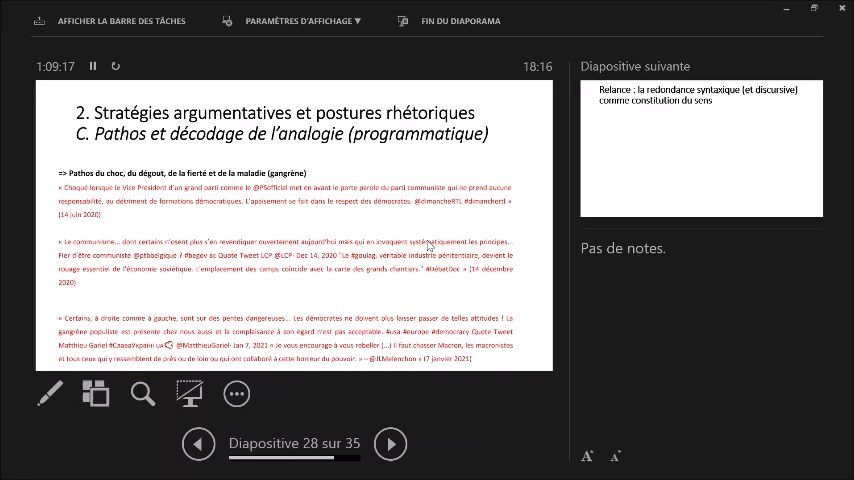 AFFICHER LA BARRE DES TÂCHES
PARAMÈTRES D'AFFICHAGE ▼
FIN DU DIAPORAMA
1:09:17
18:16
2. Stratégies argumentatives et postures rhétoriques
C. Pathos et décodage de l'analogie (programmatique)
=> Pathos du choc, du dégout, de la fierté et de la maladie (gangrène)
« Choqué lorsque le Vice Président d'un grand parti comme le @PSofficiel met en avant le porte parole du parti communiste qui ne prend aucune
responsabilité, au détriment de formations démocratiques. L'apaisement se fait dans le respect des démocrates. @dimancheRTL #dimanchertl »
(14 juin 2020)
« Le communisme... dont certains n'osent plus s'en revendiquer ouvertement aujourd'hui mais qui en invoquent systématiquement les principes...
Fier d'être communiste @ptbbelgique ? #begov BE Quote Tweet LCP @LCP· Dec 14, 2020 "Le #goulag, véritable industrie pénitentiaire, devient le
rouage essentiel de l'économie soviétique. L'emplacement des camps coïncide avec la carte des grands chantiers." #DébatDoc » (14 décembre
2020)
« Certains, à droite comme à gauche, sont sur des pentes dangereuses... Les démocrates ne doivent plus laisser passer de telles attitudes ! La
gangrène populiste est présente chez nous aussi et la complaisance à son égard n'est pas acceptable. #usa #europe #democracy Quote Tweet
Matthieu Gariel #СлаваУкраїні UA @MatthieuGariel· Jan 7, 2021 « Je vous encourage à vous rebeller (...) Il faut chasser Macron, les macronistes
et tous ceux qui y ressemblent de près ou de loin ou qui ont collaboré à cette horreur du pouvoir. » – @JLMelenchon » (7 janvier 2021)
Diapositive 28 sur 35
Diapositive suivante
Relance : la redondance syntaxique (et discursive)
comme constitution du sens
Pas de notes.
A A